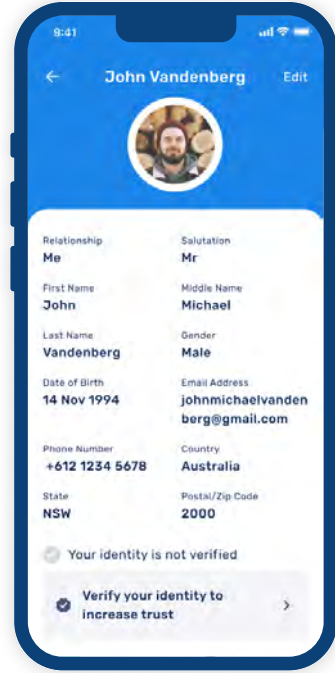 9:41
John Vandenberg
Edit
Relationship
Salutation
Me
Mr
First Name
Middle Name
John
Michael
Last Name
Gender
Vandenberg
Male
Date of Birth
Email Address
14 Nov 1994
johnmichaelvanden
berg@gmail.com
Phone Number
Country
+612 1234 5678
Australia
State
Postal/Zip Code
NSW
2000
Your identity is not verified
Verify your identity to
increase trust